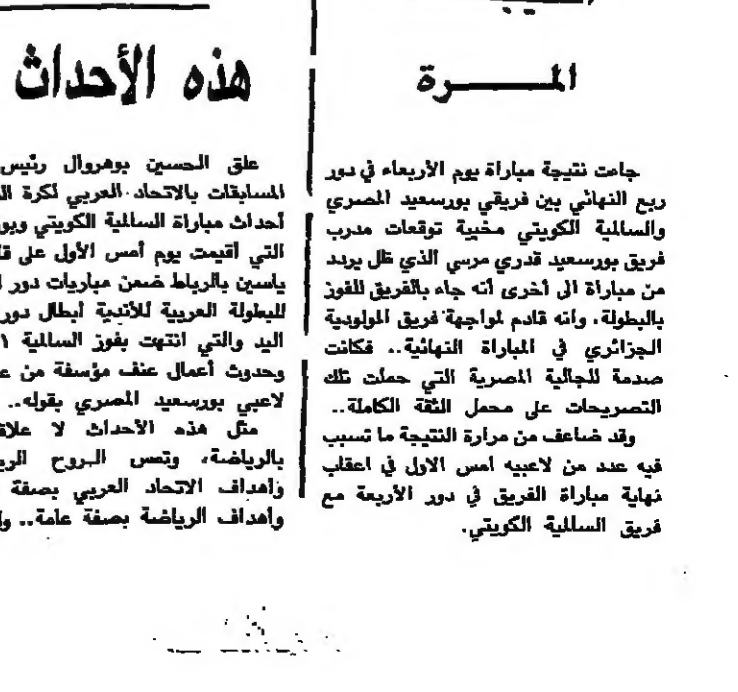 المـــــرة
جاءت نتيجة مباراة يوم الأربعاء في دور
ربع النهائي بين فريقي بورسعيد المصري
والسالمية الكويتي مخيبة توقعات مدرب
فريق بورسعيد قدري مرسي الذي ظل يردد
من مباراة الى أخرى أنه جاء بالفريق للفوز
بالبطولة، وانه قادم لمواجهة فريق المولودية
الجزائري في المباراة النهائية.. فكانت
صدمة للجالية المصرية التي حملت تلك
التصريحات على محمل الثقة الكاملة..
وقد ضاعف من مرارة النتيجة ما تسبب
فيه عدد من لاعبيه أمس الاول في اعقاب
نهاية مباراة الفريق في دور الأربعة مع
فريق السالمية الكويتي.
هذه الأحداث
علق الحسين بوهروال رئيس
المسابقات بالاتحاد العربي لكرة
أحداث مباراة السالمية الكويتي
التي أقيمت يوم أمس الأول على
ياسين بالرباط ضمن مباريات دور
للبطولة العربية للأندية أبطال دور
اليد والتي انتهت بفوز السالمية
وحدوث أعمال عنف مؤسفة من
لاعبي بورسعيد المصري بقوله..
مثل هذه الأحداث لا
بالرياضة، وتمس الروح
وأهداف الاتحاد العربي بصفة
وأهداف الرياضة بصفة عامة..